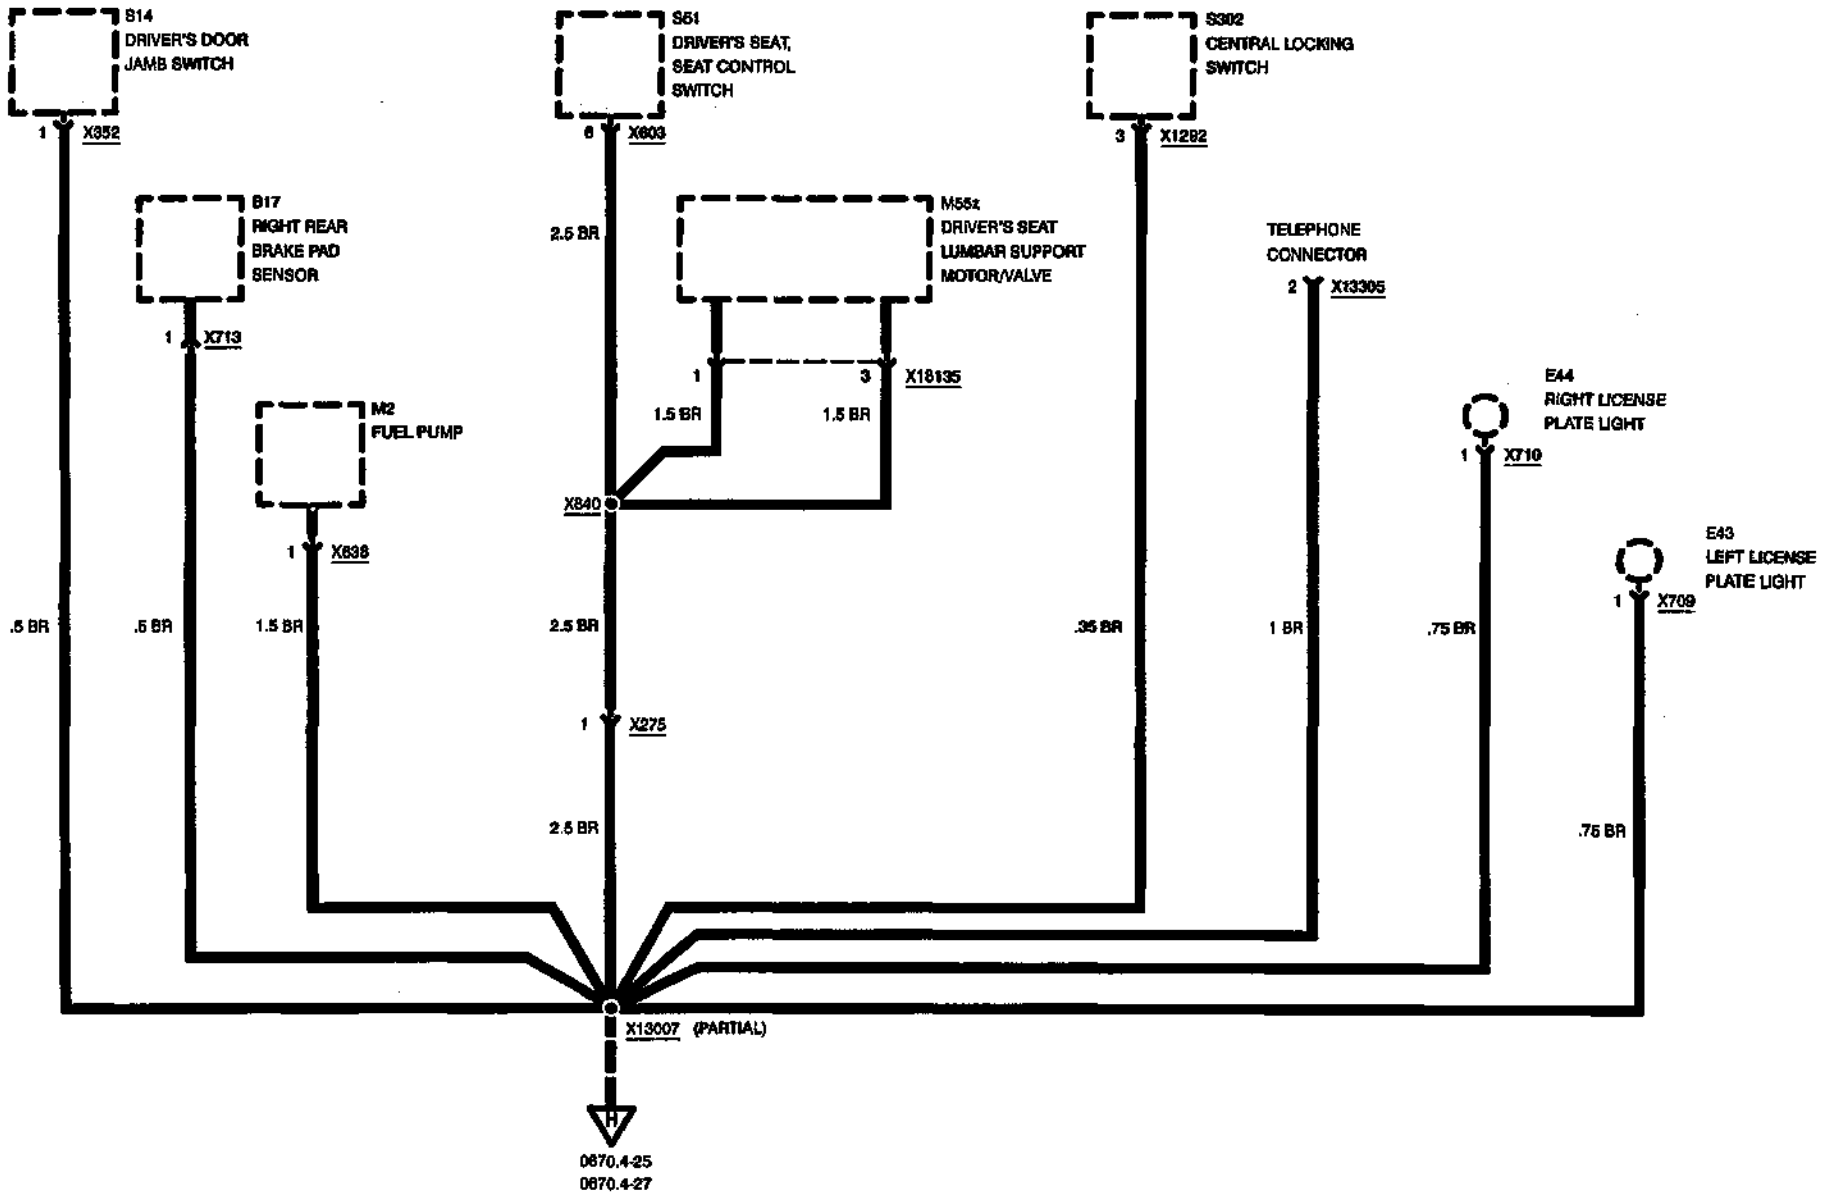 S14
DRIVER'S DOOR
JAMB SWITCH
1 X352
S51
DRIVER'S SEAT,
SEAT CONTROL
SWITCH
6 X603
S302
CENTRAL LOCKING
SWITCH
3 X1292
B17
RIGHT REAR
BRAKE PAD
SENSOR
1 X713
2.5 BR
M55z
DRIVER'S SEAT
LUMBAR SUPPORT
MOTOR/VALVE
1 3 X18135
1.5 BR 1.5 BR
TELEPHONE
CONNECTOR
2 X13305
M2
FUEL PUMP
1 X638
X840
E44
RIGHT LICENSE
PLATE LIGHT
1 X710
E43
LEFT LICENSE
PLATE LIGHT
1 X709
.5 BR .5 BR 1.5 BR 2.5 BR .35 BR 1 BR .75 BR
1 X275
2.5 BR .75 BR
X13007 (PARTIAL)
H
0670.4-25
0670.4-27